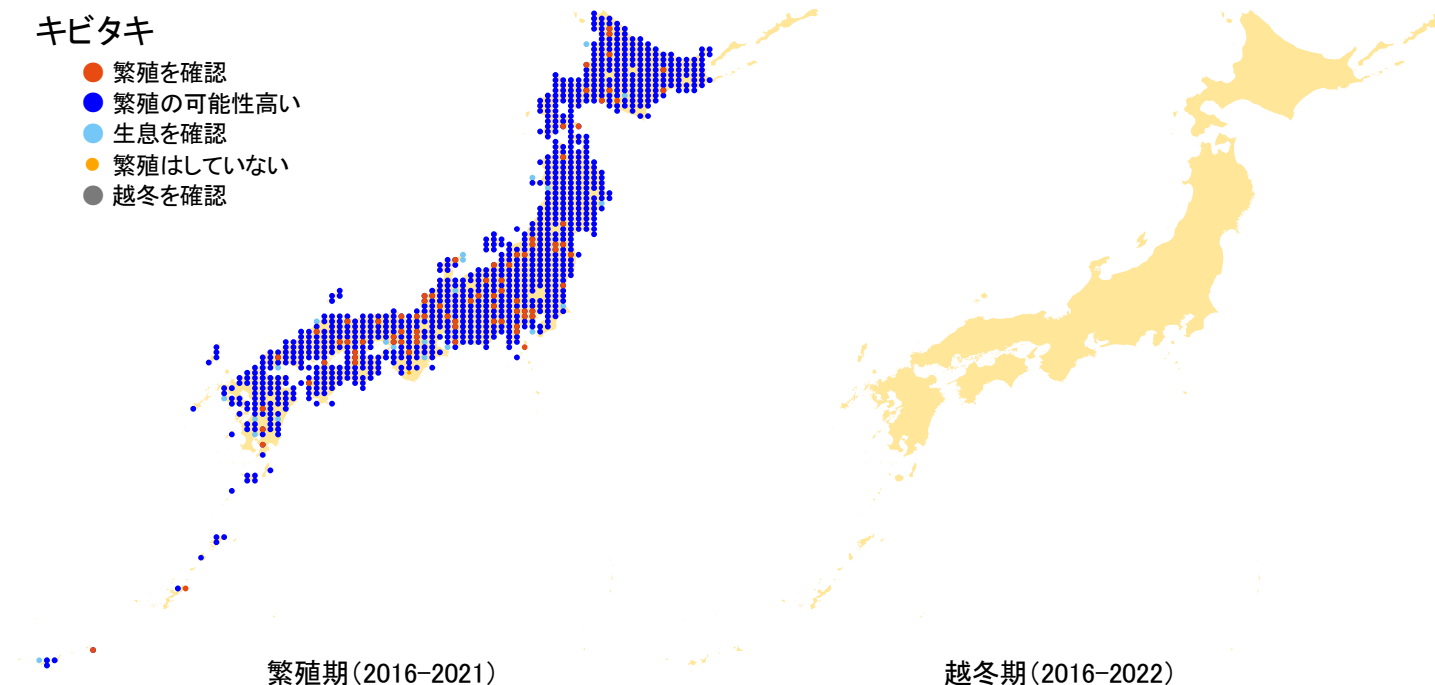 キビタキ
繁殖を確認
繁殖の可能性高い
生息を確認
繁殖はしていない
越冬を確認
繁殖期(2016-2021)
越冬期(2016-2022)